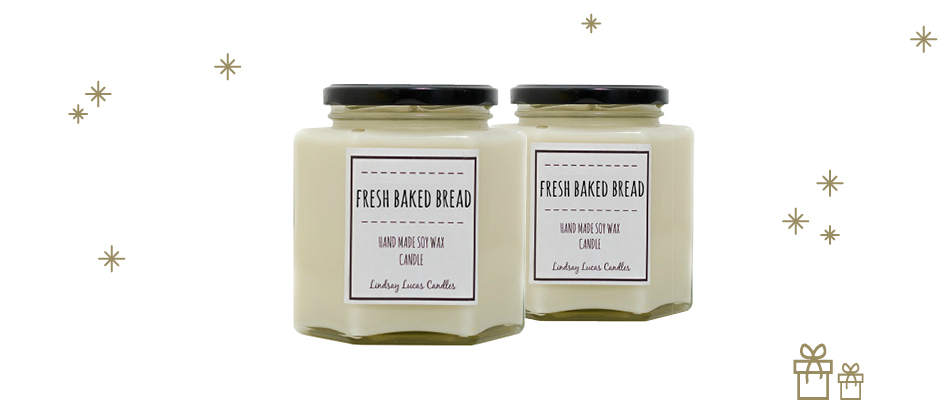 FRESH BAKED BREAD
HAND MADE SOY WAX
CANDLE
Lindsay Lucas Candles
FRESH BAKED BREAD
HAND MADE SOY WAX
CANDLE
Lindsay Lucas Candles